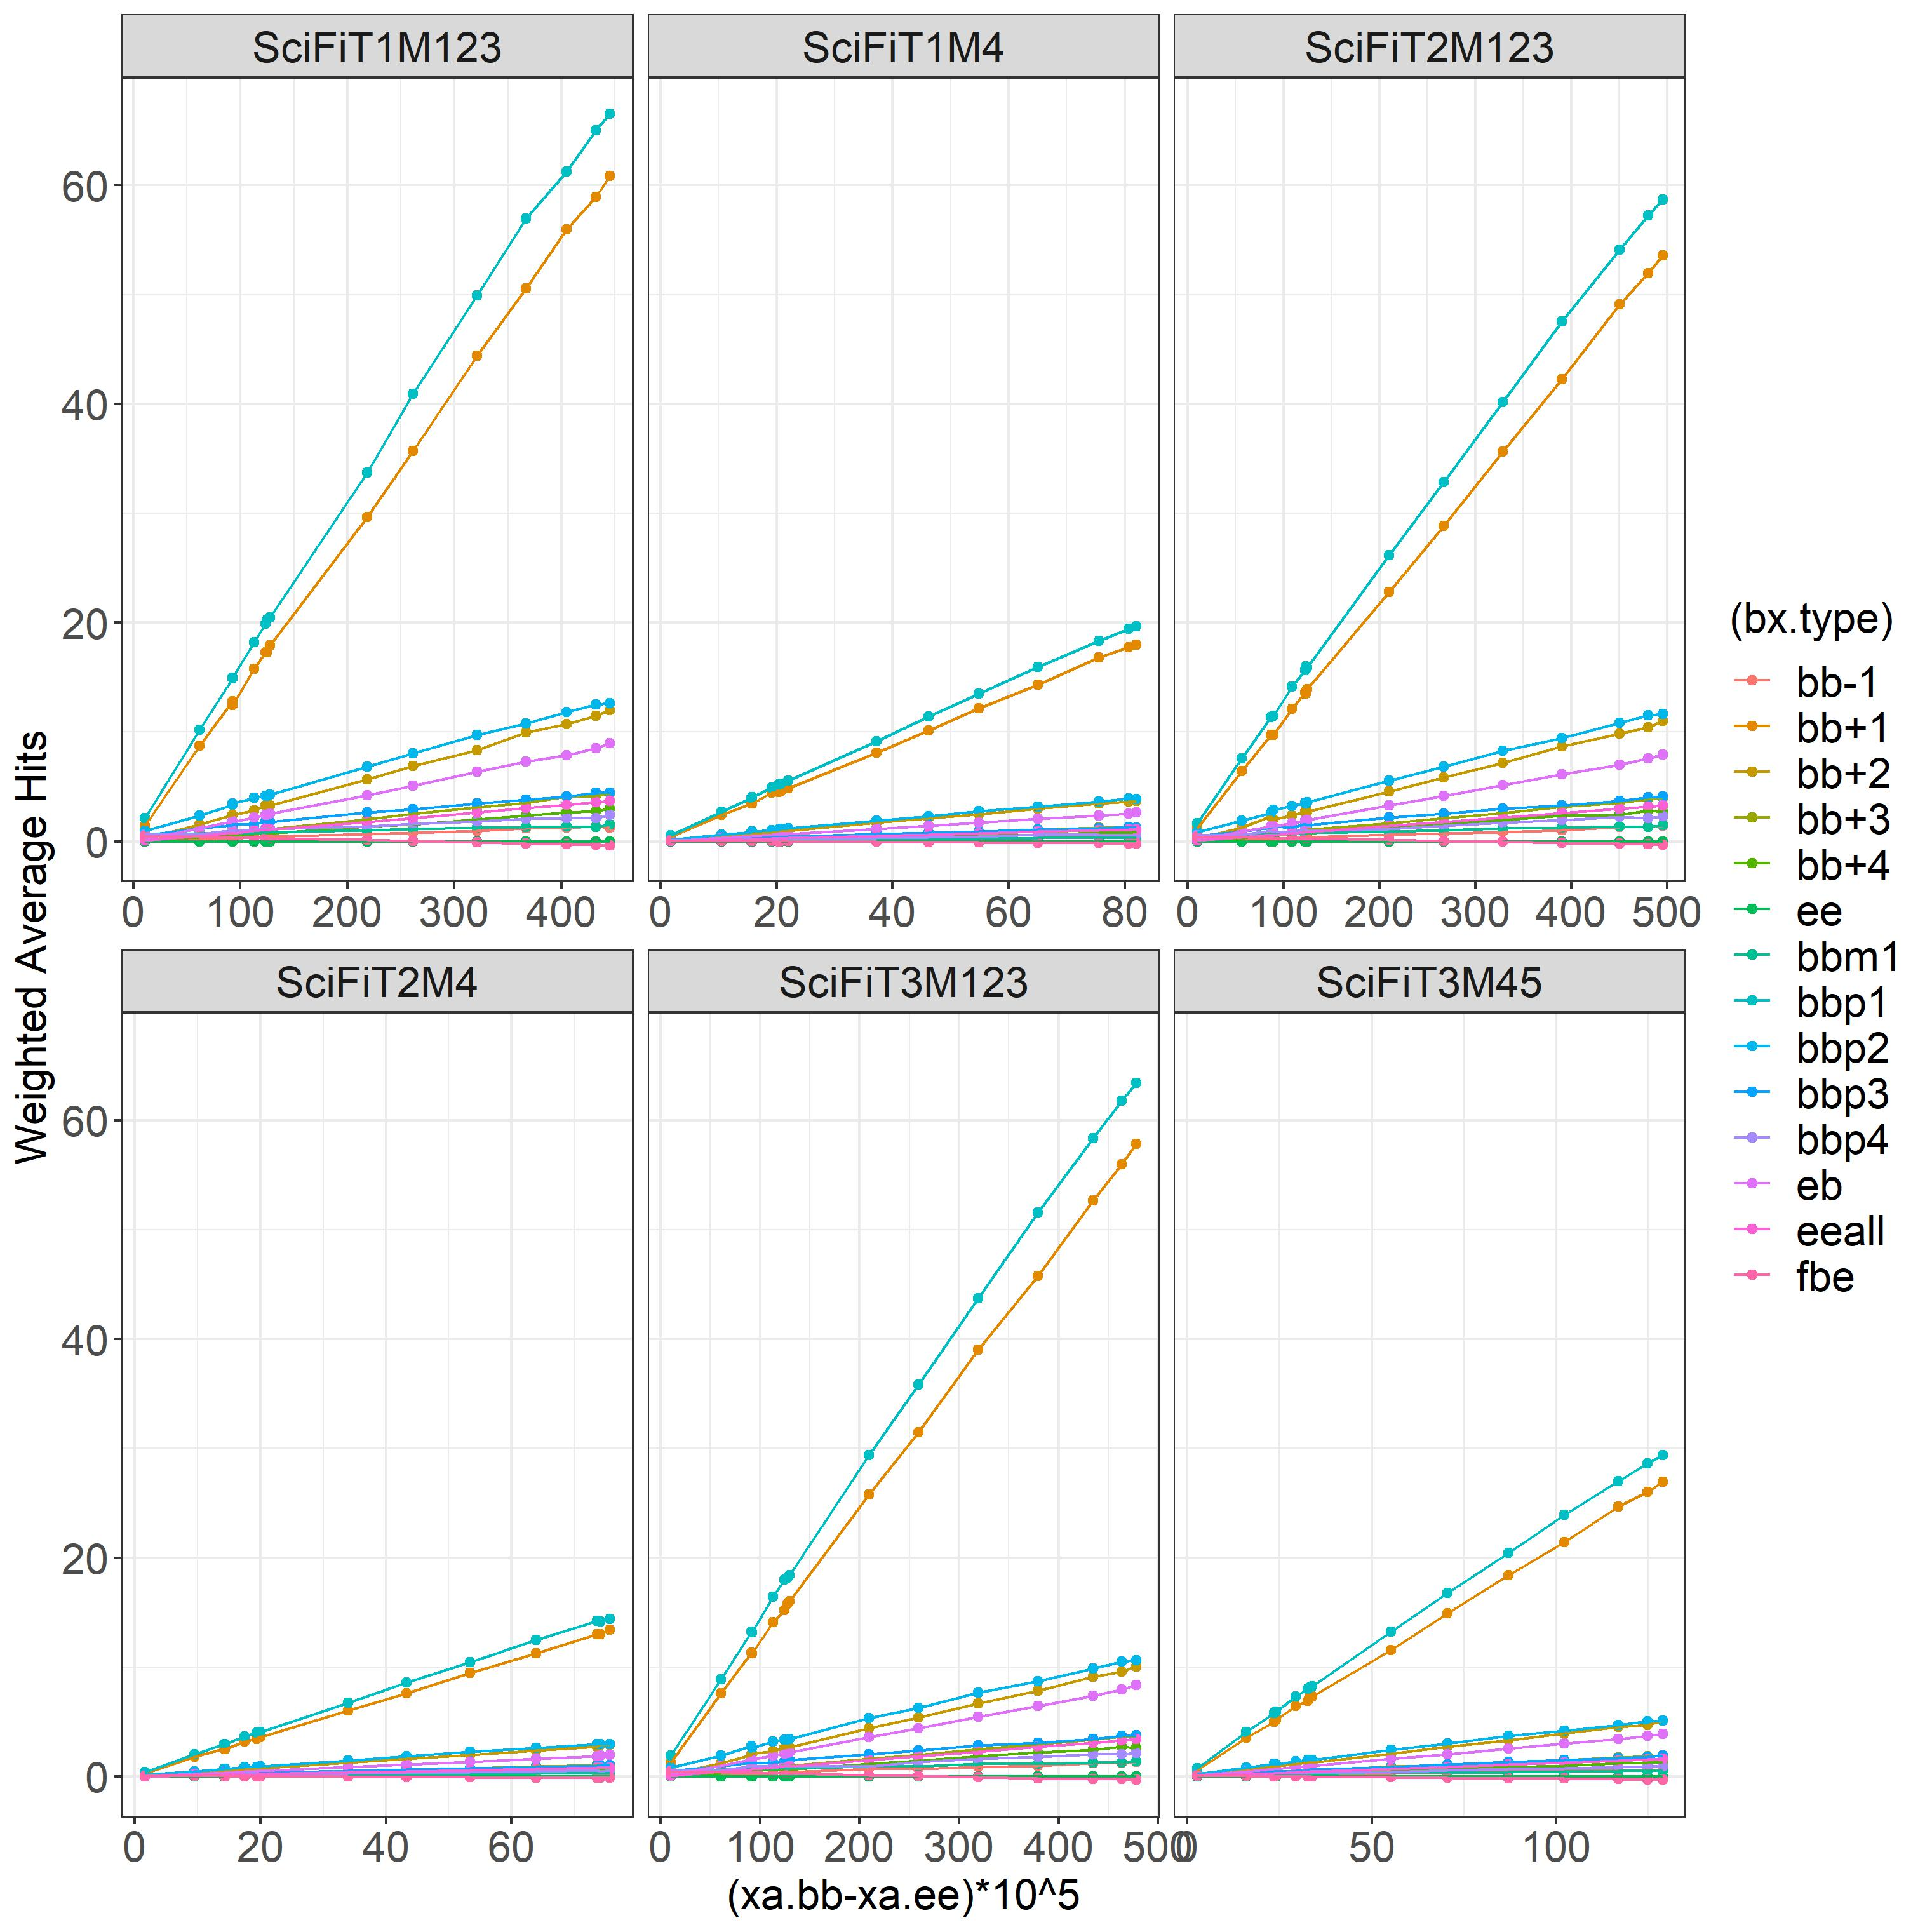 SciFiT1M123 SciFiT1M4 SciFiT2M123
60
40
20
0
0 100 200 300 400 0 20 40 60 80 0 100 200 300 400 500
SciFiT2M4 SciFiT3M123 SciFiT3M45
60
40
20
0
0 20 40 60 0 100 200 300 400 500 0 50 100
Weighted Average Hits
(xa.bb-xa.ee)*10^5
(bx.type)
bb-1
bb+1
bb+2
bb+3
bb+4
ee
bbm1
bbp1
bbp2
bbp3
bbp4
eb
eeall
fbe